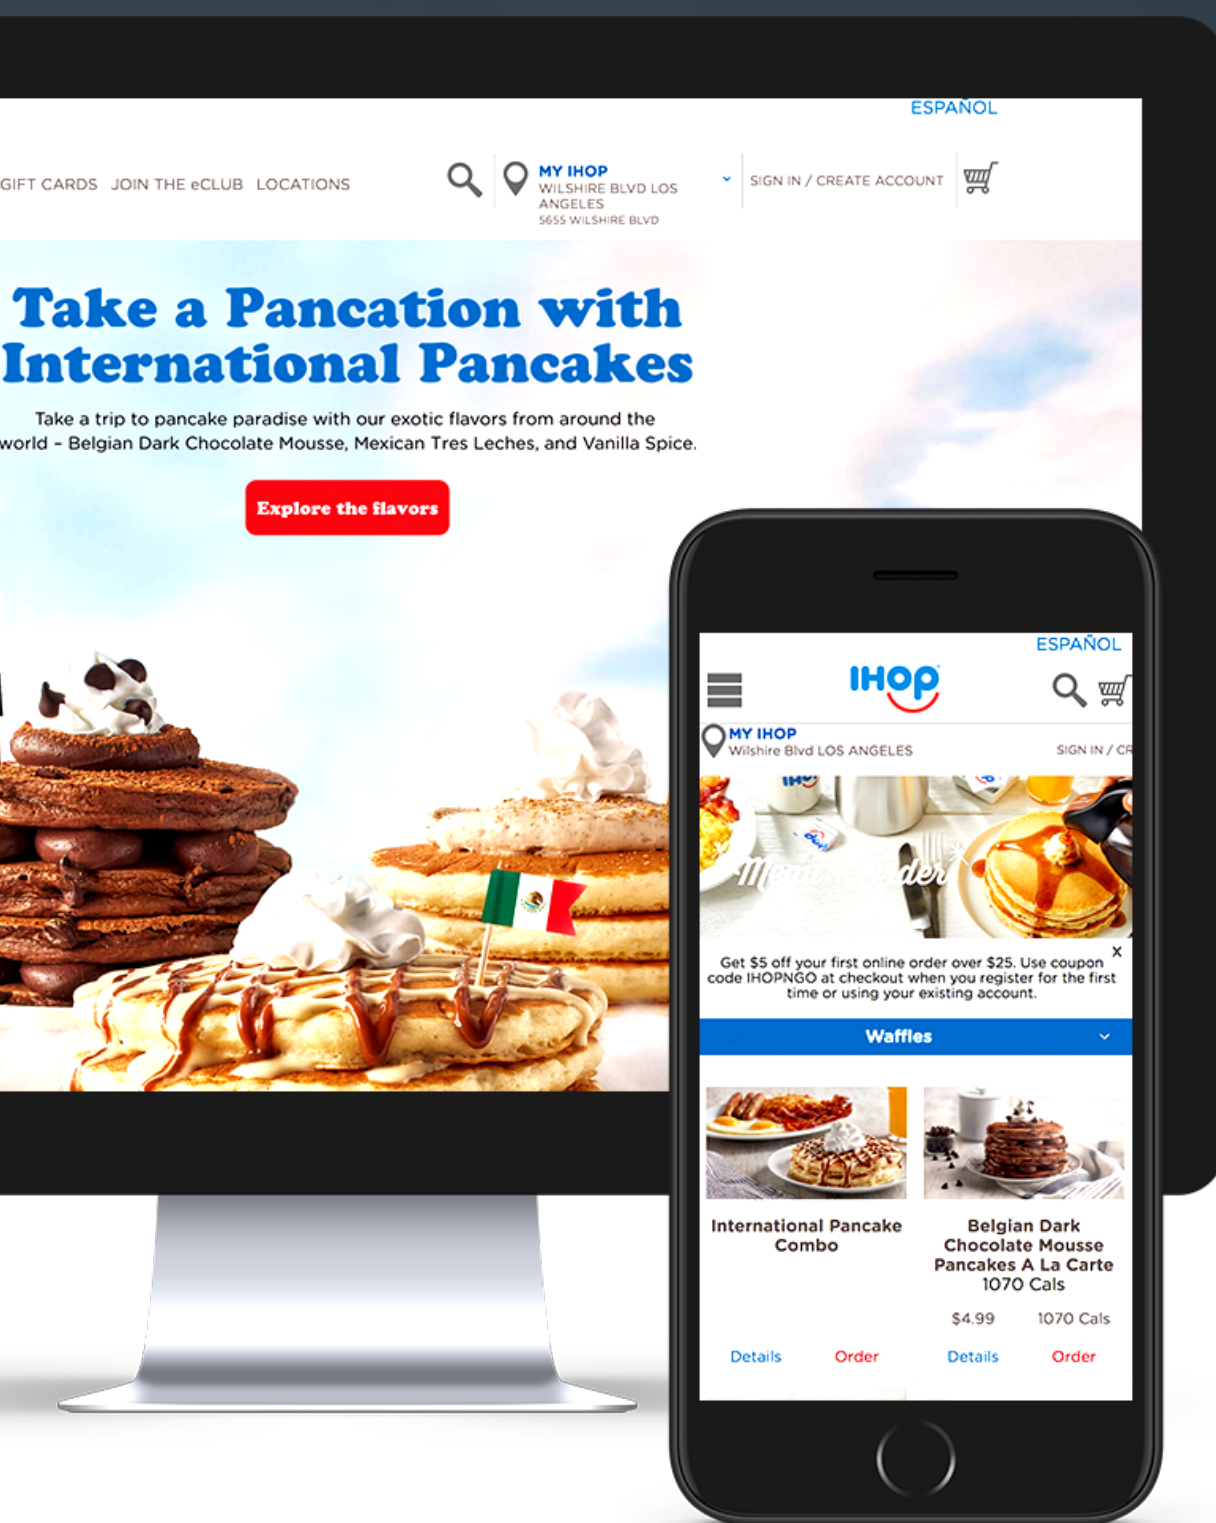 ESPAÑOL
GIFT CARDS JOIN THE eCLUB LOCATIONS
MY IHOP
WILSHIRE BLVD LOS
ANGELES
5655 WILSHIRE BLVD
SIGN IN / CREATE ACCOUNT
Take a Pancation with
International Pancakes
Take a trip to pancake paradise with our exotic flavors from around the
world – Belgian Dark Chocolate Mousse, Mexican Tres Leches, and Vanilla Spice.
Explore the flavors
ESPAÑOL
IHOP
MY IHOP
Wilshire Blvd LOS ANGELES
SIGN IN / CR
Menu & Order
Get $5 off your first online order over $25. Use coupon X
code IHOPNGO at checkout when you register for the first
time or using your existing account.
Waffles
International Pancake
Combo
Belgian Dark
Chocolate Mousse
Pancakes A La Carte
1070 Cals
$4.99 1070 Cals
Details Order
Details Order